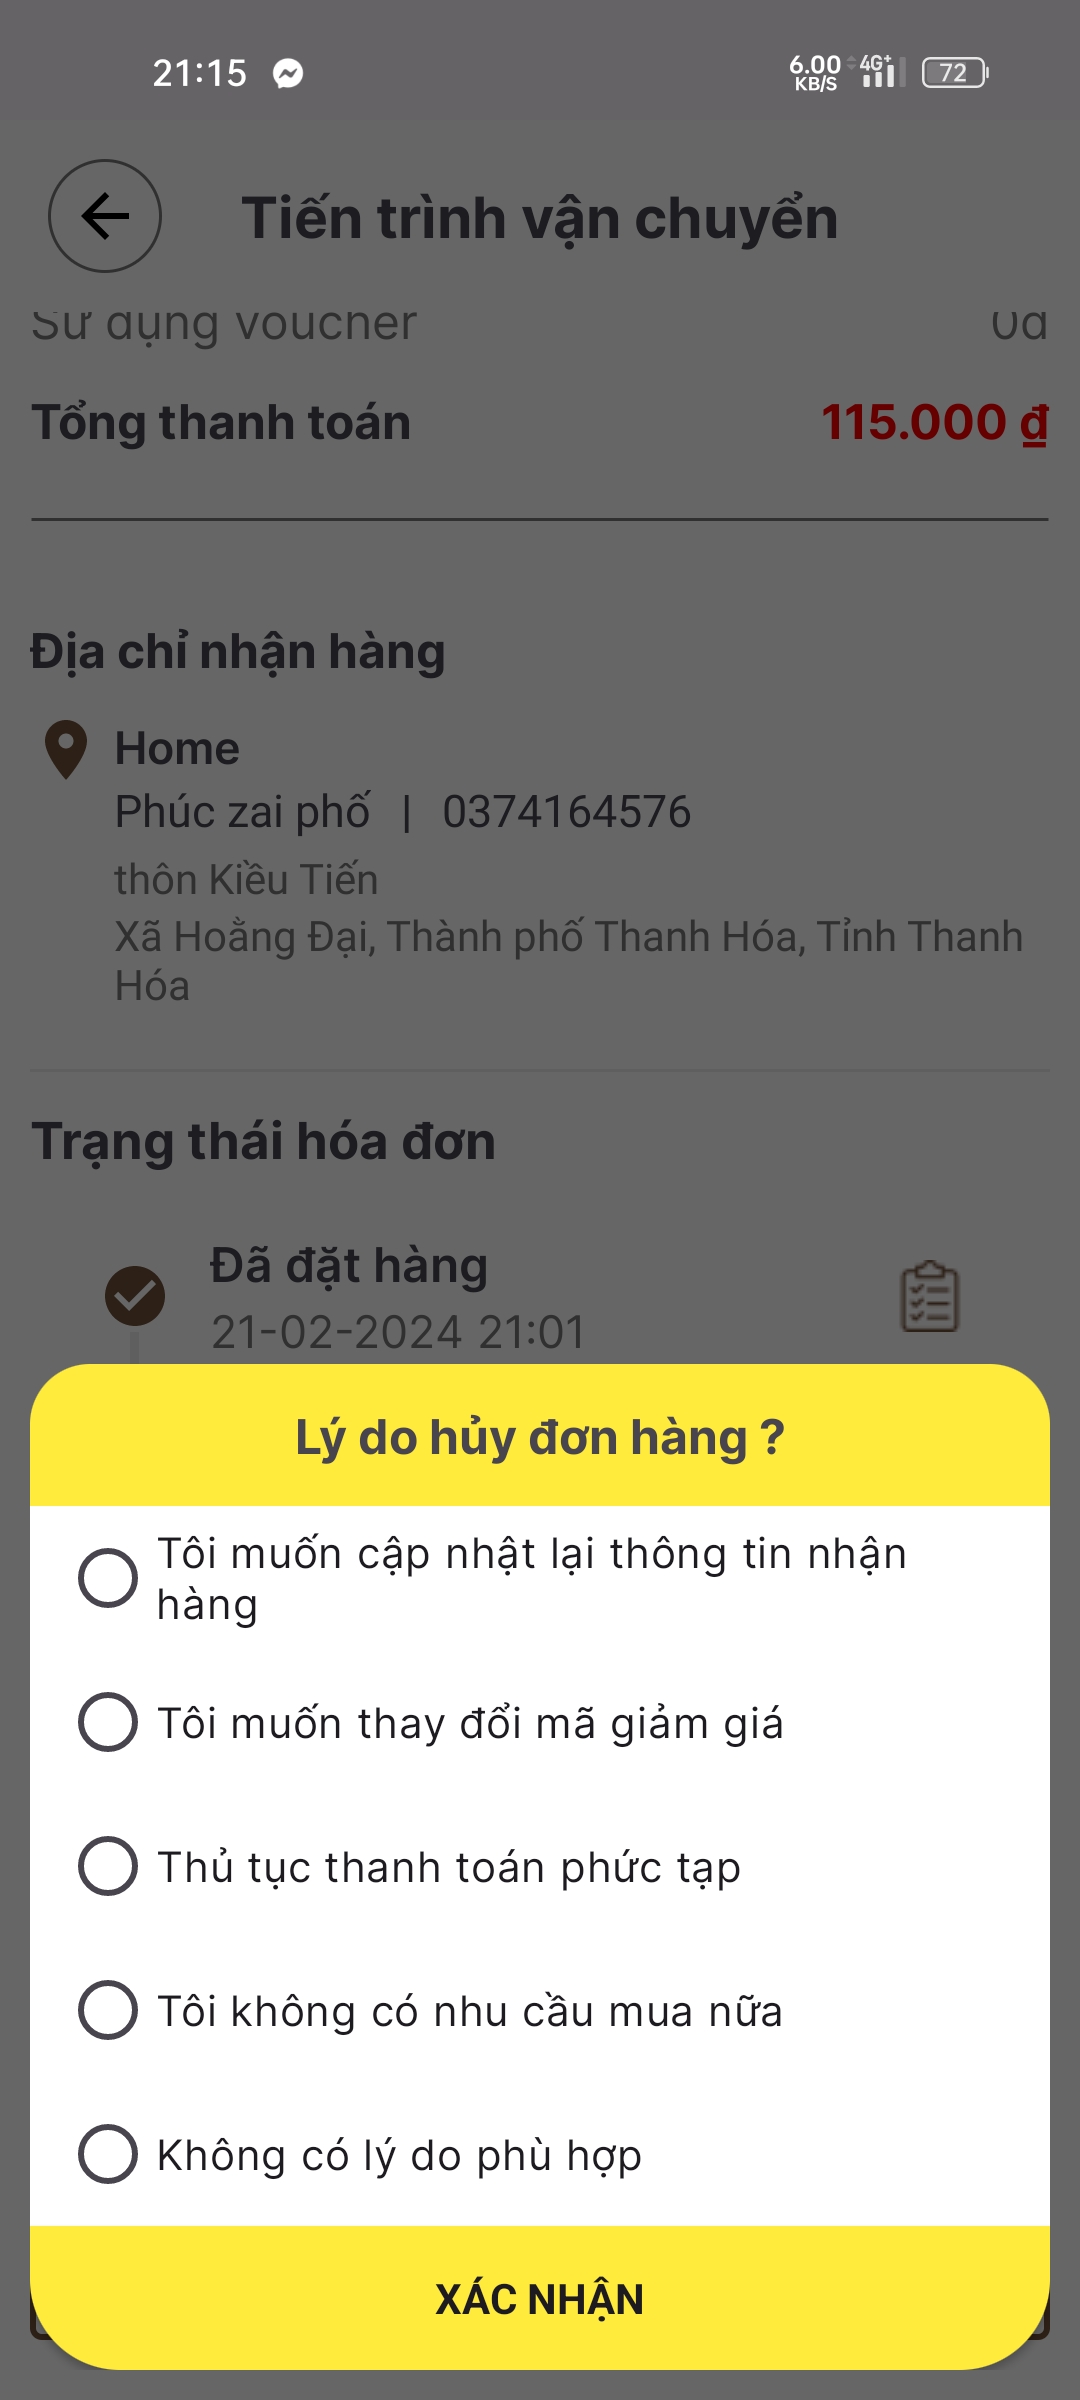 21:15
6.00
KB/S
4G+
72
Tiến trình vận chuyển
Sử dụng voucher
0đ
Tổng thanh toán
115.000 ₫
Địa chỉ nhận hàng
Home
Phúc zai phố | 0374164576
thôn Kiều Tiến
Xã Hoằng Đại, Thành phố Thanh Hóa, Tỉnh Thanh
Hóa
Trạng thái hóa đơn
Đã đặt hàng
21-02-2024 21:01
Lý do hủy đơn hàng ?
Tôi muốn cập nhật lại thông tin nhận
hàng
Tôi muốn thay đổi mã giảm giá
Thủ tục thanh toán phức tạp
Tôi không có nhu cầu mua nữa
Không có lý do phù hợp
XÁC NHẬN